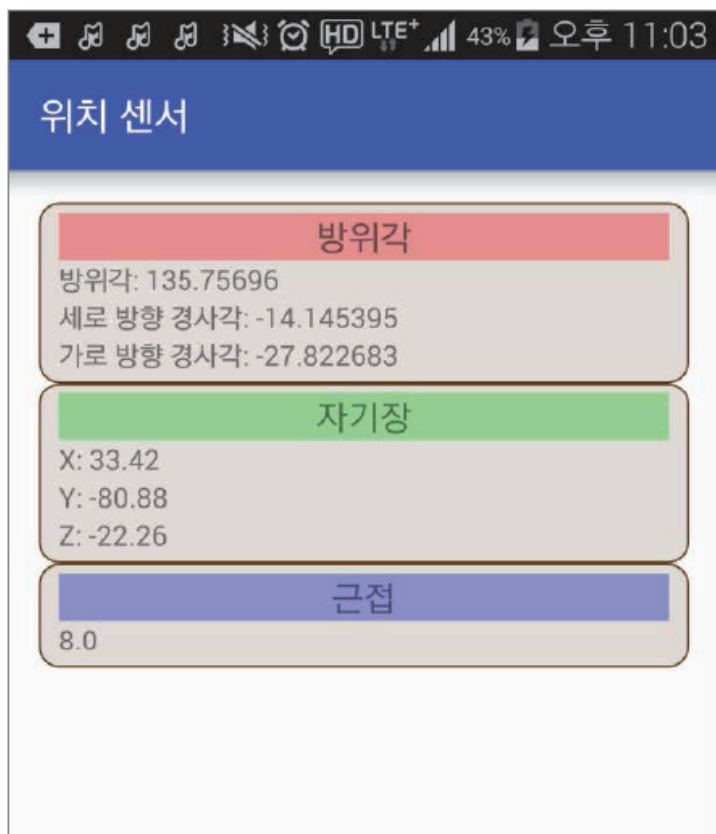 HD LTE+ 43% 오후 11:03
위치 센서
방위각
방위각: 135.75696
세로 방향 경사각: -14.145395
가로 방향 경사각: -27.822683
자기장
X: 33.42
Y: -80.88
Z: -22.26
근접
8.0